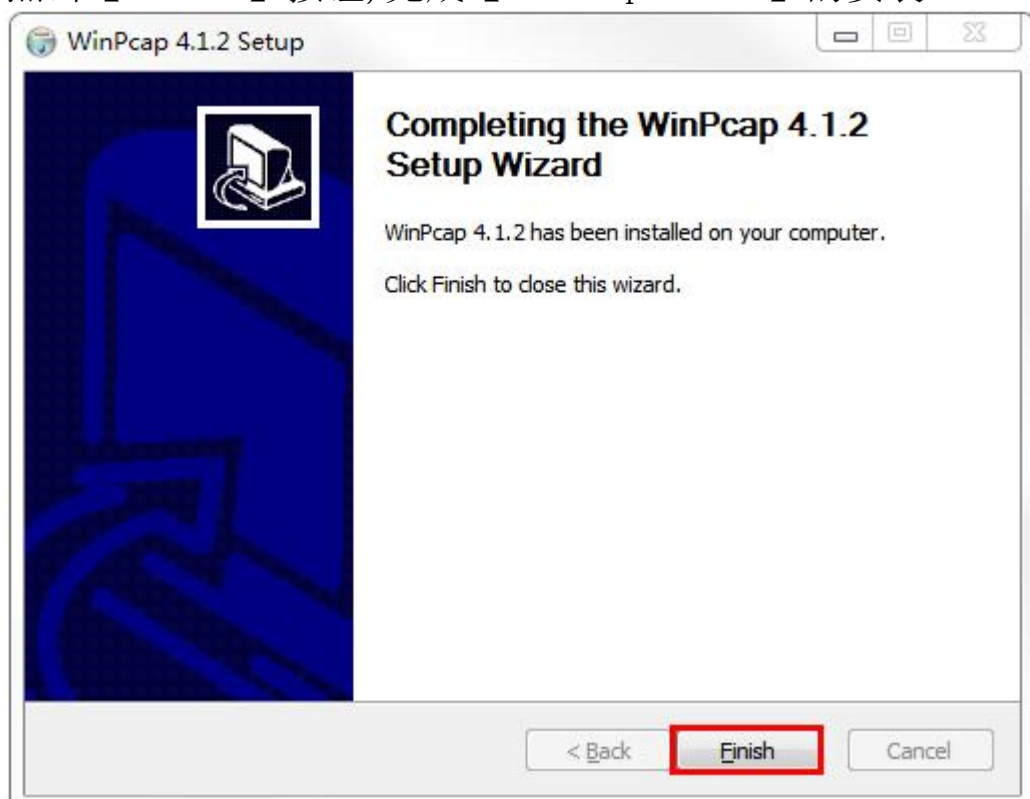 WinPcap 4.1.2 Setup
Completing the WinPcap 4.1.2
Setup Wizard
WinPcap 4.1.2 has been installed on your computer.
Click Finish to close this wizard.
< Back Finish Cancel